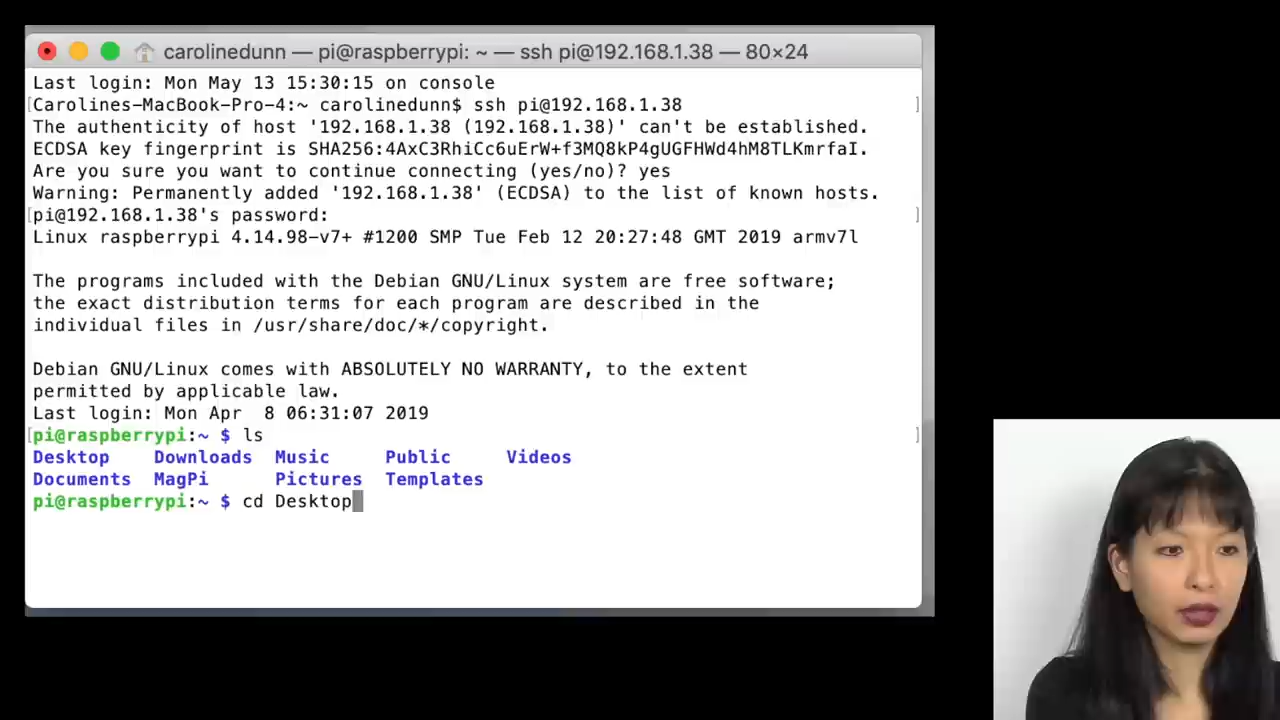 carolinedunn — pi@raspberrypi: ~ — ssh pi@192.168.1.38 — 80×24
Last login: Mon May 13 15:30:15 on console
[Carolines-MacBook-Pro-4:~ carolinedunn$ ssh pi@192.168.1.38 ]
The authenticity of host '192.168.1.38 (192.168.1.38)' can't be established.
ECDSA key fingerprint is SHA256:4AxC3RhiCc6uErW+f3MQ8kP4gUGFHWd4hM8TLKmrfaI.
Are you sure you want to continue connecting (yes/no)? yes
Warning: Permanently added '192.168.1.38' (ECDSA) to the list of known hosts.
[pi@192.168.1.38's password: ]
Linux raspberrypi 4.14.98-v7+ #1200 SMP Tue Feb 12 20:27:48 GMT 2019 armv7l
The programs included with the Debian GNU/Linux system are free software;
the exact distribution terms for each program are described in the
individual files in /usr/share/doc/*/copyright.
Debian GNU/Linux comes with ABSOLUTELY NO WARRANTY, to the extent
permitted by applicable law.
Last login: Mon Apr  8 06:31:07 2019
[pi@raspberrypi:~ $ ls ]
Desktop Downloads Music Public Videos
Documents MagPi Pictures Templates
pi@raspberrypi:~ $ cd Desktop